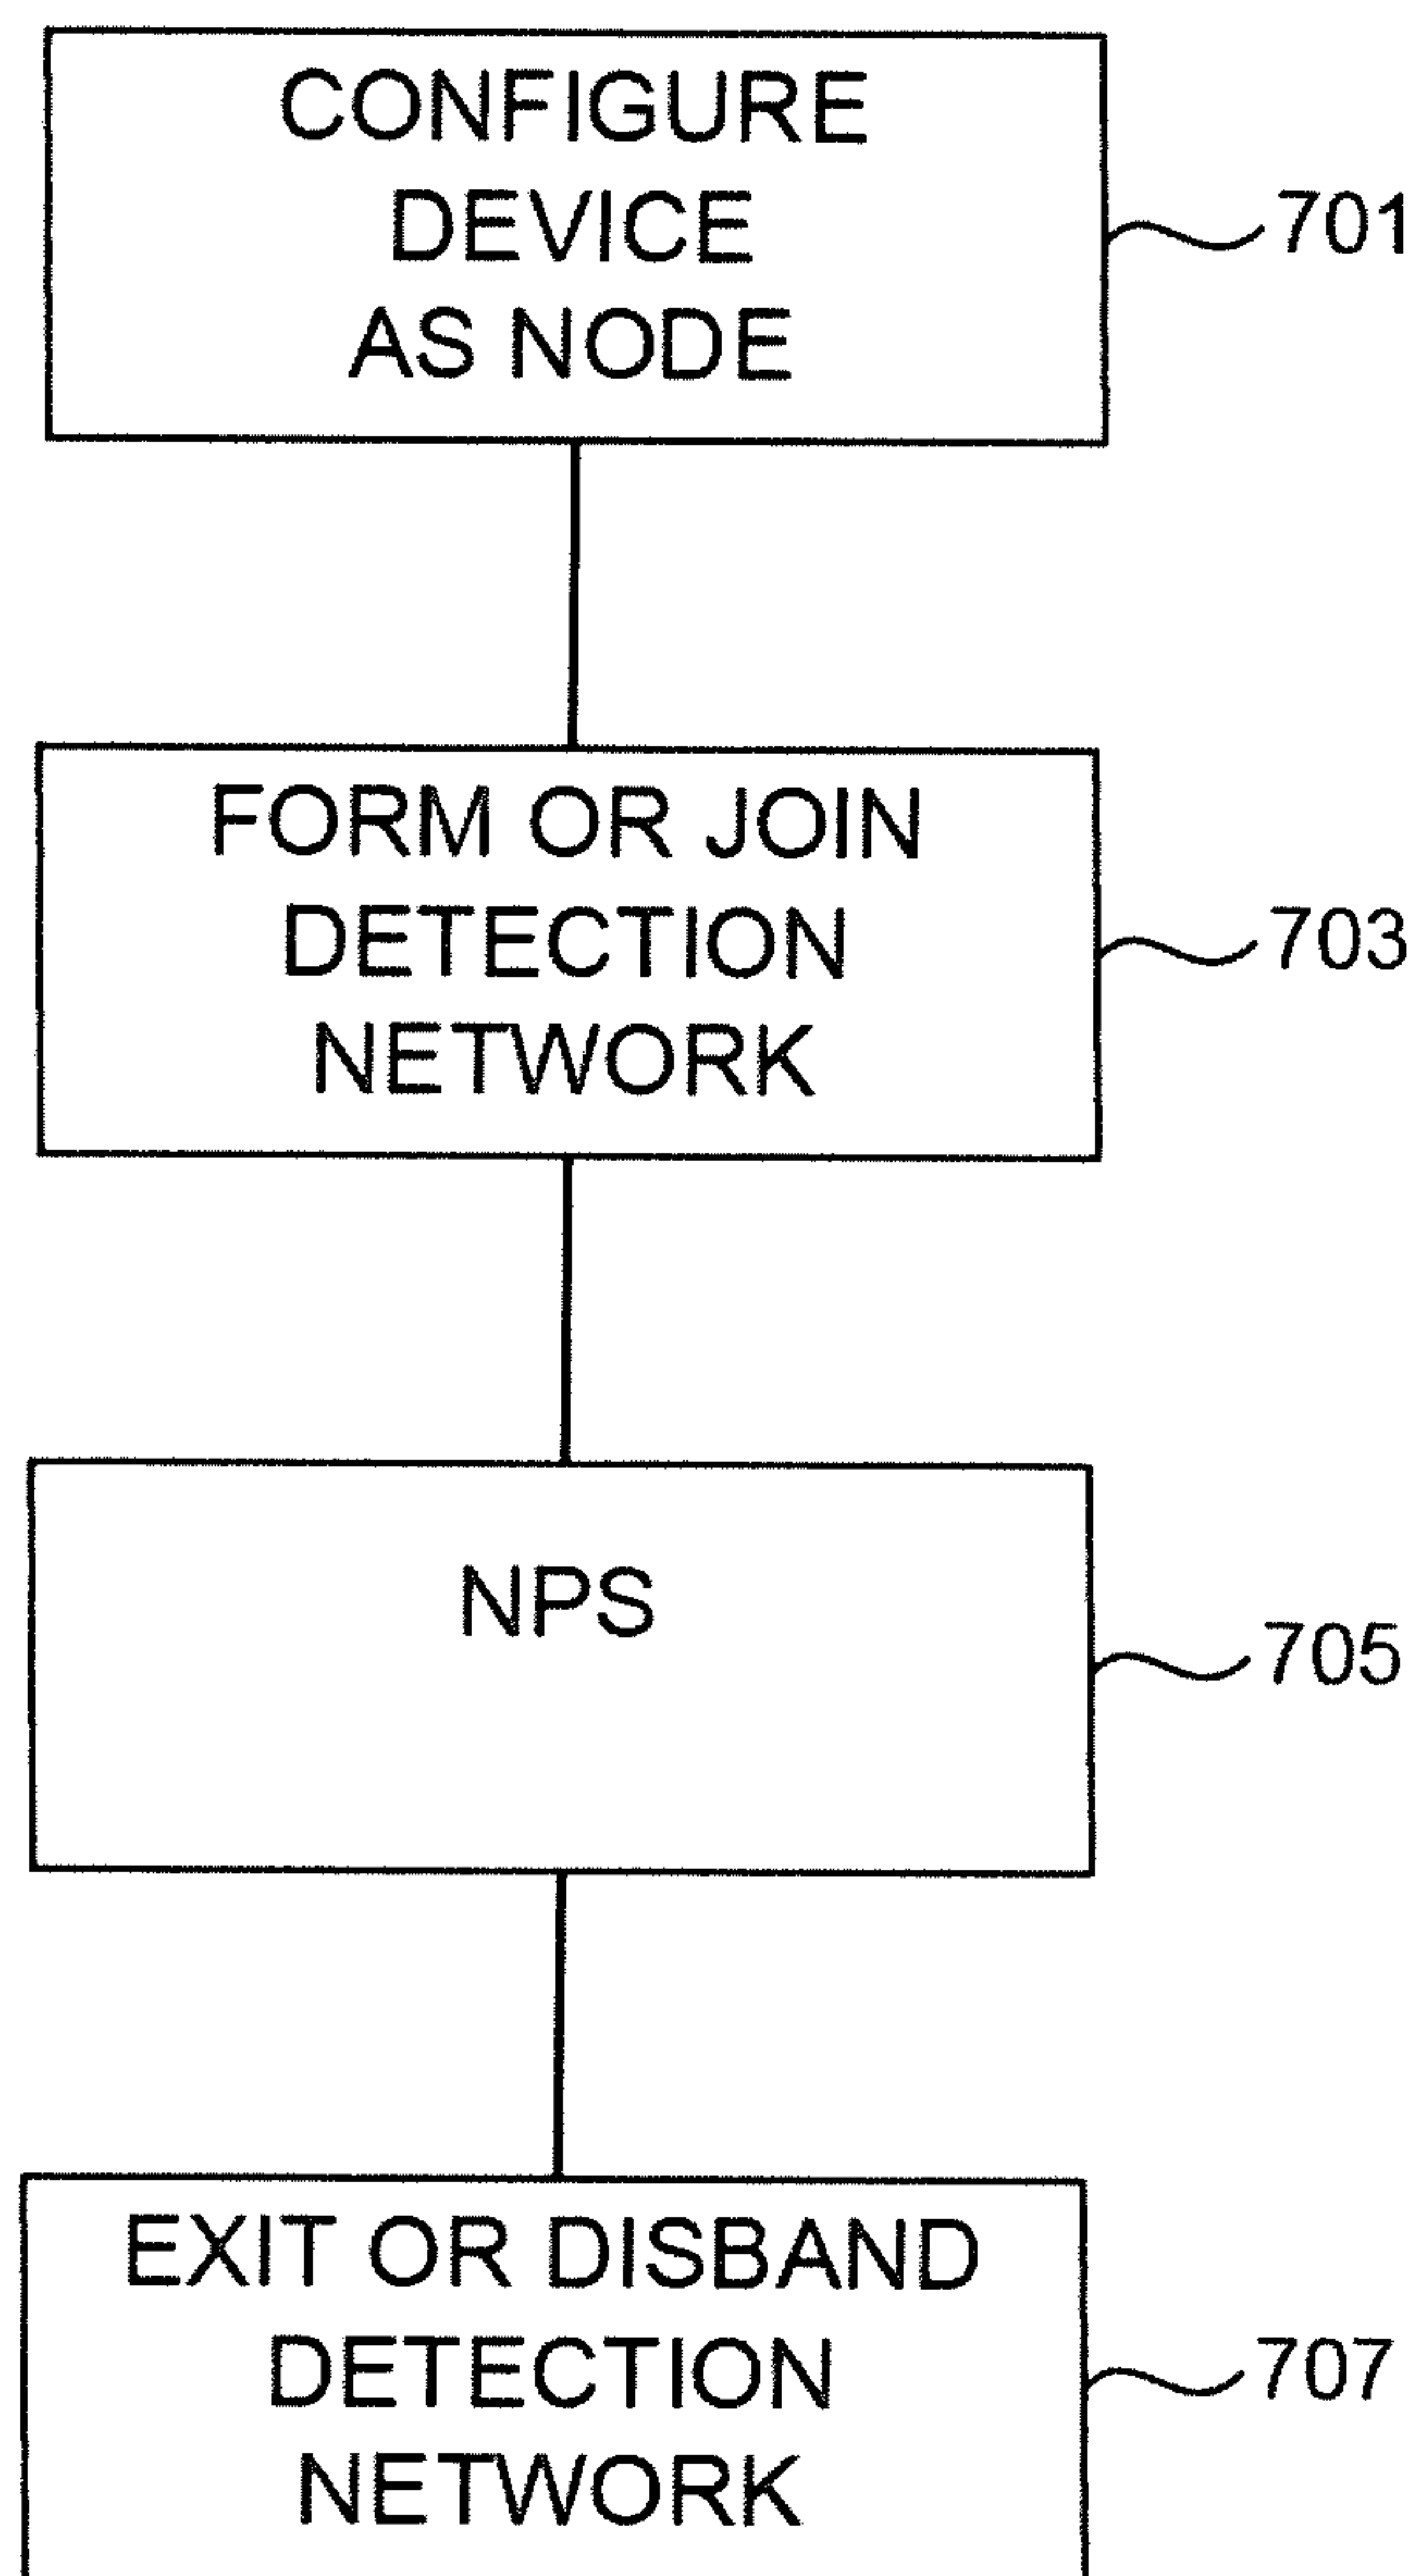 CONFIGURE
DEVICE
AS NODE
701
FORM OR JOIN
DETECTION
NETWORK
703
NPS
705
EXIT OR DISBAND
DETECTION
NETWORK
707